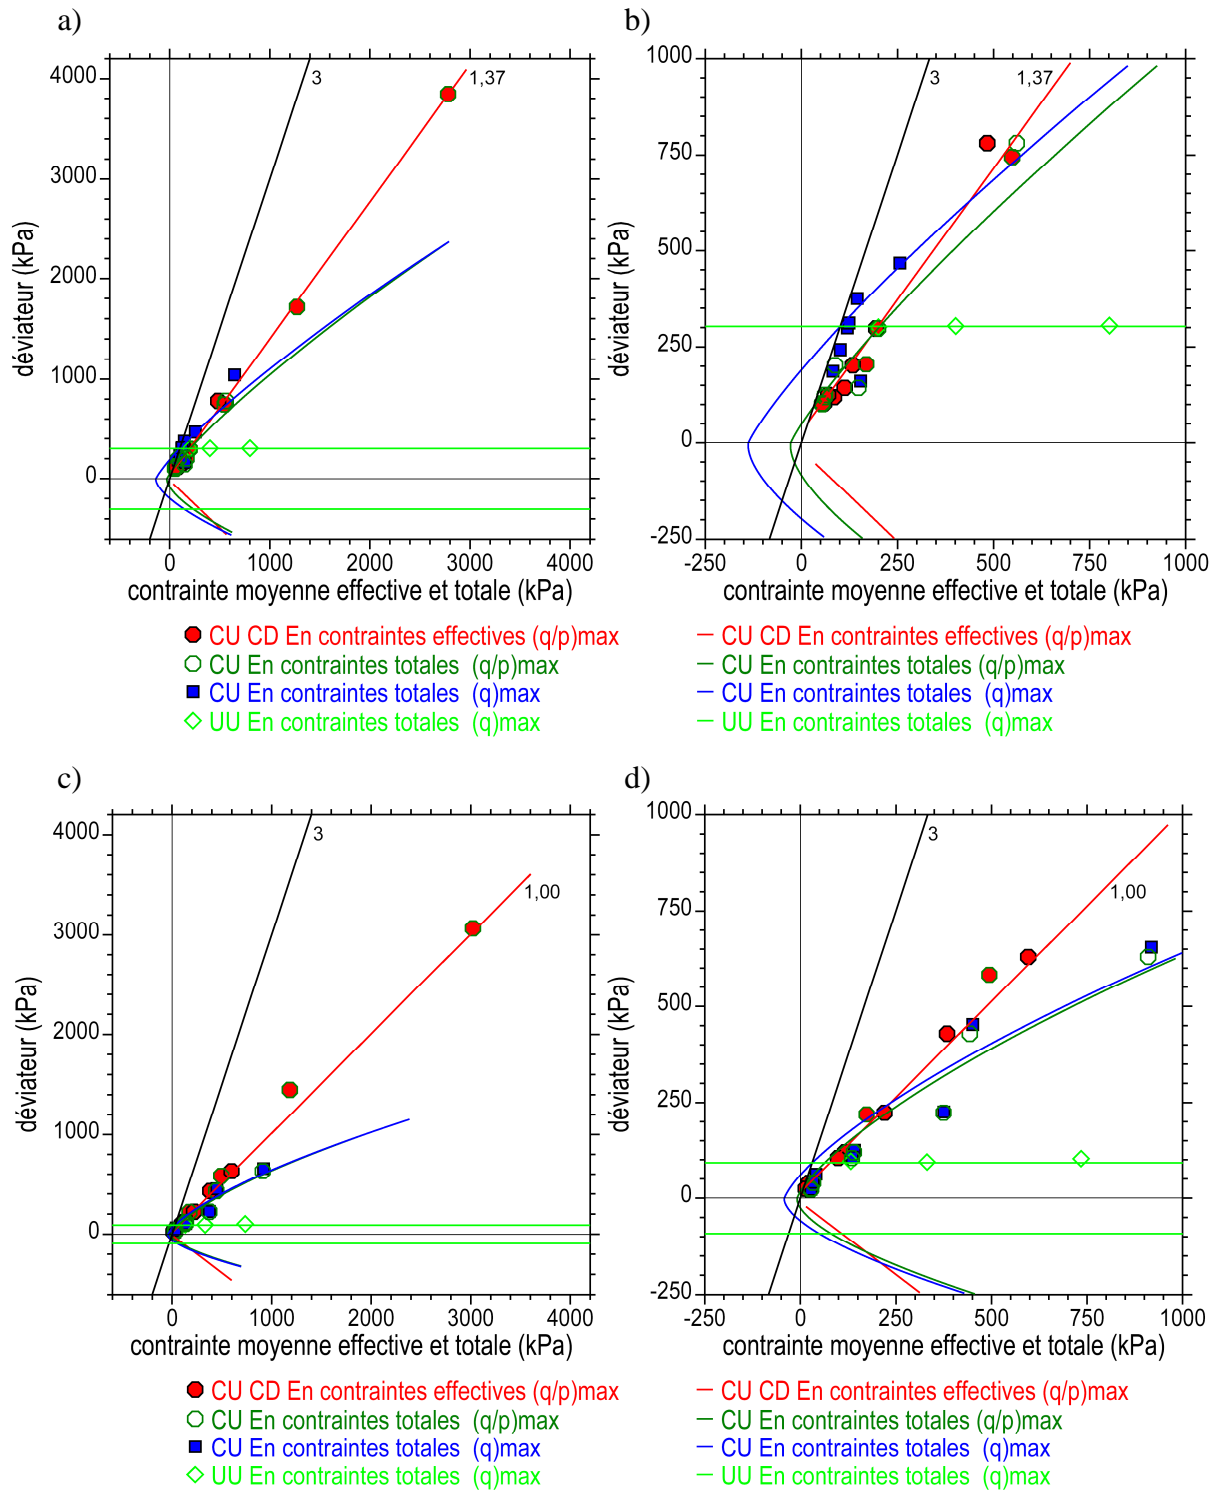 a)
b)
4000
3000
2000
1000
0
déviateur (kPa)
3
1,37
0 1000 2000 3000 4000
contrainte moyenne effective et totale (kPa)
1000
750
500
250
0
-250
déviateur (kPa)
3
1,37
-250 0 250 500 750 1000
contrainte moyenne effective et totale (kPa)
CU CD En contraintes effectives (q/p)max
CU En contraintes totales (q/p)max
CU En contraintes totales (q)max
UU En contraintes totales (q)max
CU CD En contraintes effectives (q/p)max
CU En contraintes totales (q/p)max
CU En contraintes totales (q)max
UU En contraintes totales (q)max
c)
d)
4000
3000
2000
1000
0
déviateur (kPa)
3
1,00
0 1000 2000 3000 4000
contrainte moyenne effective et totale (kPa)
1000
750
500
250
0
-250
déviateur (kPa)
3
1,00
-250 0 250 500 750 1000
contrainte moyenne effective et totale (kPa)
CU CD En contraintes effectives (q/p)max
CU En contraintes totales (q/p)max
CU En contraintes totales (q)max
UU En contraintes totales (q)max
CU CD En contraintes effectives (q/p)max
CU En contraintes totales (q/p)max
CU En contraintes totales (q)max
UU En contraintes totales (q)max